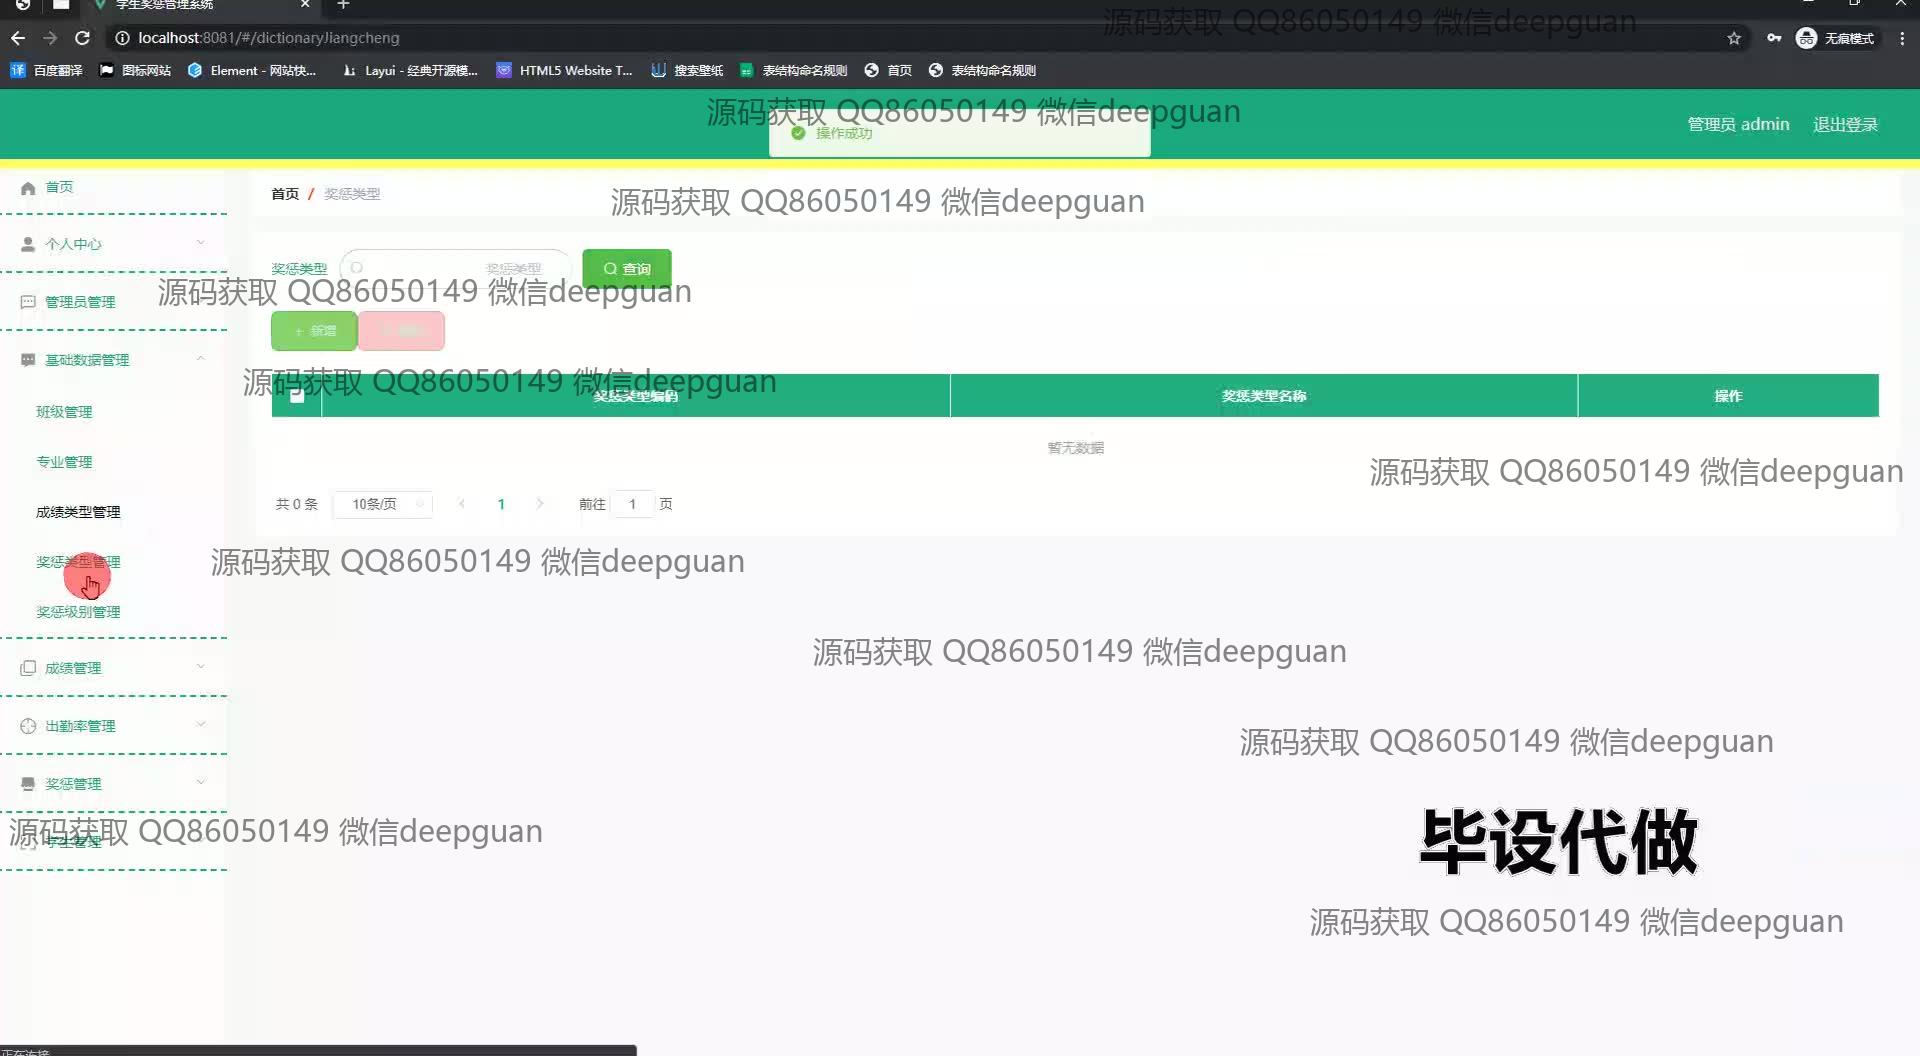 学生奖惩管理系统
源码获取 QQ86050149 微信deepguan
localhost:8081/#/dictionaryJiangcheng
无痕模式
百度翻译 图标网站 Element - 网站快... Layui - 经典开源模... HTML5 Website T... 搜索壁纸 表结构命名规则 首页 表结构命名规则
源码获取 QQ86050149 微信deepguan
操作成功
管理员 admin 退出登录
首页
首页 / 奖惩类型
源码获取 QQ86050149 微信deepguan
个人中心
奖惩类型 奖惩类型 查询
管理员管理
源码获取 QQ86050149 微信deepguan
+ 新增
基础数据管理
源码获取 QQ86050149 微信deepguan
奖惩类型编码 奖惩类型名称 操作
班级管理
暂无数据
专业管理
源码获取 QQ86050149 微信deepguan
共 0 条 10条/页 1 前往 1 页
成绩类型管理
奖惩类型管理
源码获取 QQ86050149 微信deepguan
奖惩级别管理
源码获取 QQ86050149 微信deepguan
成绩管理
出勤率管理
源码获取 QQ86050149 微信deepguan
奖惩管理
源码获取 QQ86050149 微信deepguan
学生管理
毕设代做
源码获取 QQ86050149 微信deepguan